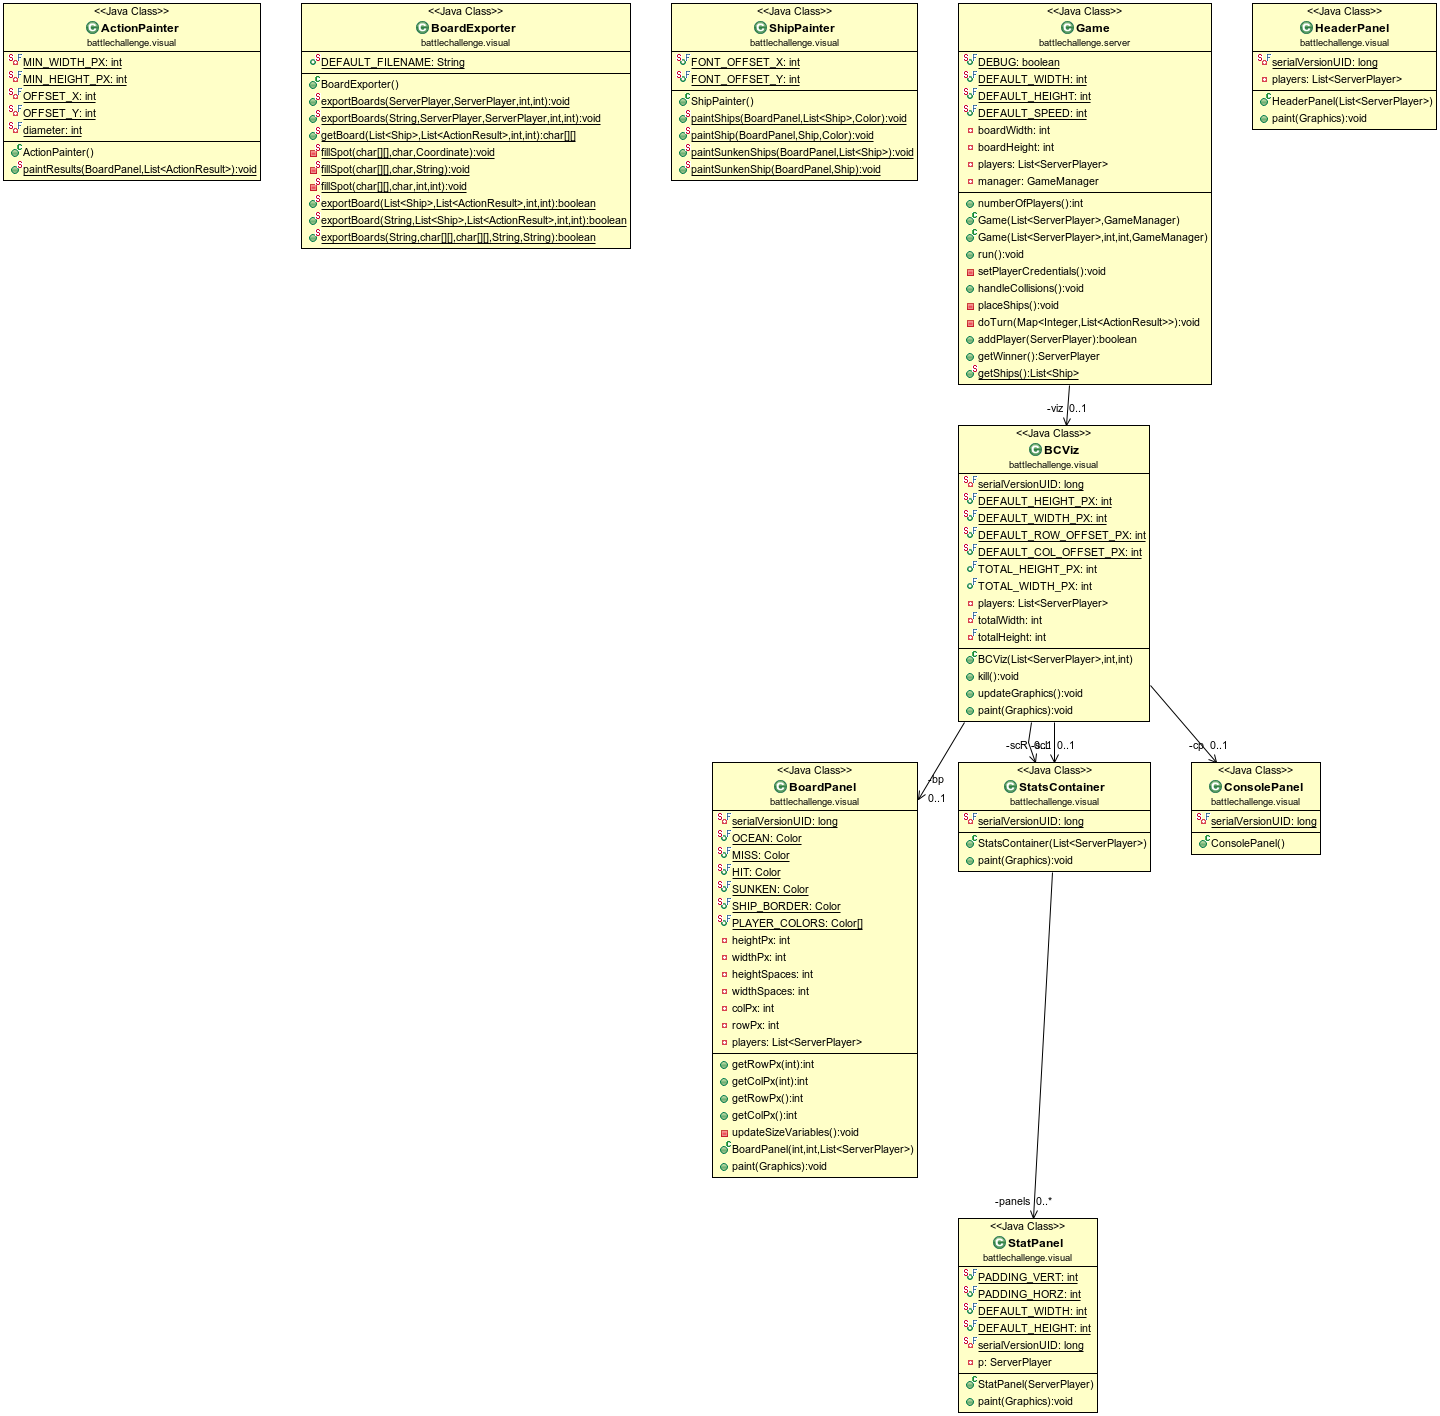 <<Java Class>>
ActionPainter
battlechallenge.visual
MIN_WIDTH_PX: int
MIN_HEIGHT_PX: int
OFFSET_X: int
OFFSET_Y: int
diameter: int
ActionPainter()
paintResults(BoardPanel,List<ActionResult>):void
<<Java Class>>
BoardExporter
battlechallenge.visual
DEFAULT_FILENAME: String
BoardExporter()
exportBoards(ServerPlayer,ServerPlayer,int,int):void
exportBoards(String,ServerPlayer,ServerPlayer,int,int):void
getBoard(List<Ship>,List<ActionResult>,int,int):char[][]
fillSpot(char[][],char,Coordinate):void
fillSpot(char[][],char,String):void
fillSpot(char[][],char,int,int):void
exportBoard(List<Ship>,List<ActionResult>,int,int):boolean
exportBoard(String,List<Ship>,List<ActionResult>,int,int):boolean
exportBoards(String,char[][],char[][],String,String):boolean
<<Java Class>>
ShipPainter
battlechallenge.visual
FONT_OFFSET_X: int
FONT_OFFSET_Y: int
ShipPainter()
paintShips(BoardPanel,List<Ship>,Color):void
paintShip(BoardPanel,Ship,Color):void
paintSunkenShips(BoardPanel,List<Ship>):void
paintSunkenShip(BoardPanel,Ship):void
<<Java Class>>
Game
battlechallenge.server
DEBUG: boolean
DEFAULT_WIDTH: int
DEFAULT_HEIGHT: int
DEFAULT_SPEED: int
boardWidth: int
boardHeight: int
players: List<ServerPlayer>
manager: GameManager
numberOfPlayers():int
Game(List<ServerPlayer>,GameManager)
Game(List<ServerPlayer>,int,int,GameManager)
run():void
setPlayerCredentials():void
handleCollisions():void
placeShips():void
doTurn(Map<Integer,List<ActionResult>>):void
addPlayer(ServerPlayer):boolean
getWinner():ServerPlayer
getShips():List<Ship>
<<Java Class>>
HeaderPanel
battlechallenge.visual
serialVersionUID: long
players: List<ServerPlayer>
HeaderPanel(List<ServerPlayer>)
paint(Graphics):void
-viz 0..1
<<Java Class>>
BCViz
battlechallenge.visual
serialVersionUID: long
DEFAULT_HEIGHT_PX: int
DEFAULT_WIDTH_PX: int
DEFAULT_ROW_OFFSET_PX: int
DEFAULT_COL_OFFSET_PX: int
TOTAL_HEIGHT_PX: int
TOTAL_WIDTH_PX: int
players: List<ServerPlayer>
totalWidth: int
totalHeight: int
BCViz(List<ServerPlayer>,int,int)
kill():void
updateGraphics():void
paint(Graphics):void
-scR 0..1
0..1
-cp 0..1
-bp
0..1
<<Java Class>>
BoardPanel
battlechallenge.visual
serialVersionUID: long
OCEAN: Color
MISS: Color
HIT: Color
SUNKEN: Color
SHIP_BORDER: Color
PLAYER_COLORS: Color[]
heightPx: int
widthPx: int
heightSpaces: int
widthSpaces: int
colPx: int
rowPx: int
players: List<ServerPlayer>
getRowPx(int):int
getColPx(int):int
getRowPx():int
getColPx():int
updateSizeVariables():void
BoardPanel(int,int,List<ServerPlayer>)
paint(Graphics):void
<<Java Class>>
StatsContainer
battlechallenge.visual
serialVersionUID: long
StatsContainer(List<ServerPlayer>)
paint(Graphics):void
<<Java Class>>
ConsolePanel
battlechallenge.visual
serialVersionUID: long
ConsolePanel()
-panels 0..*
<<Java Class>>
StatPanel
battlechallenge.visual
PADDING_VERT: int
PADDING_HORZ: int
DEFAULT_WIDTH: int
DEFAULT_HEIGHT: int
serialVersionUID: long
p: ServerPlayer
StatPanel(ServerPlayer)
paint(Graphics):void